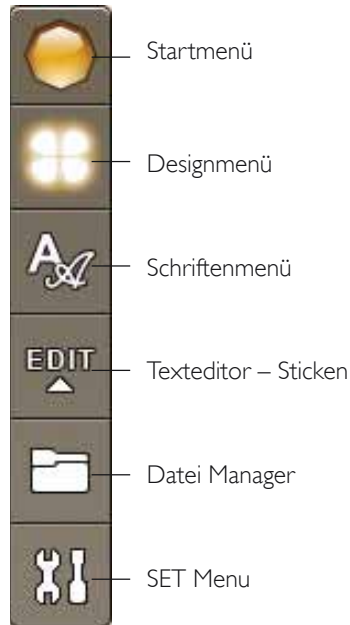 Startmenü
Designmenü
Schriftenmenü
EDIT
Texteditor – Sticken
Datei Manager
SET Menu